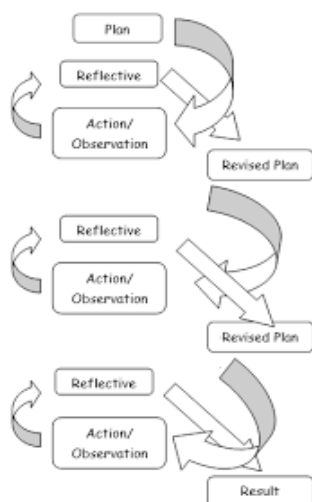 Plan
Reflective
Action/
Observation
Revised Plan
Reflective
Action/
Observation
Revised Plan
Reflective
Action/
Observation
Result